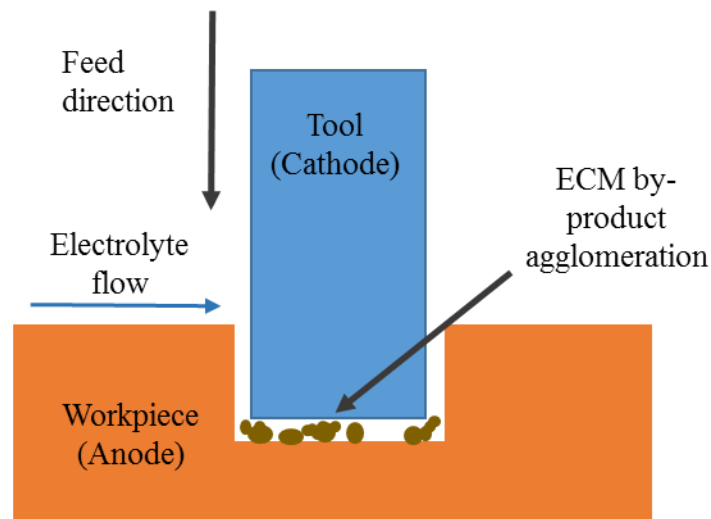 Feed
direction
Tool
(Cathode)
ECM by-
product
agglomeration
Electrolyte
flow
Workpiece
(Anode)